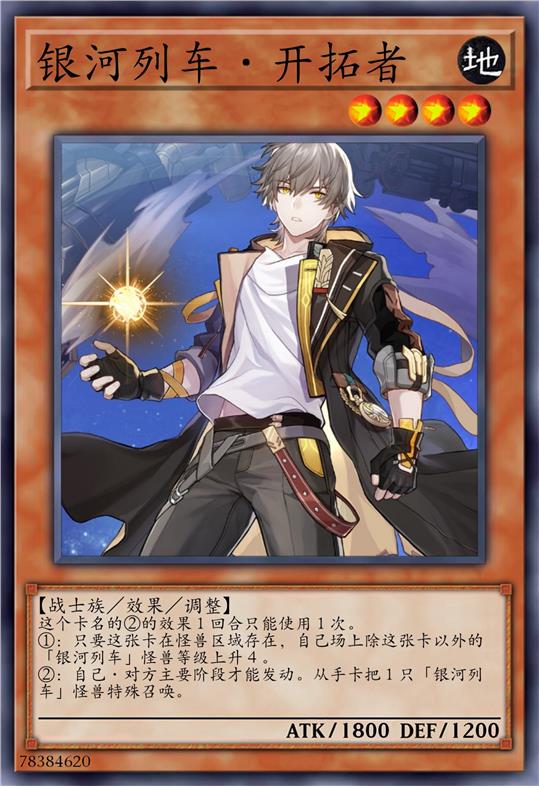 银河列车·开拓者
地
【战士族／效果／调整】
这个卡名的②的效果１回合只能使用１次。
①：只要这张卡在怪兽区域存在，自己场上除这张卡以外的
「银河列车」怪兽等级上升４。
②：自己·对方主要阶段才能发动。从手卡把１只「银河列
车」怪兽特殊召唤。
ATK/1800 DEF/1200
78384620